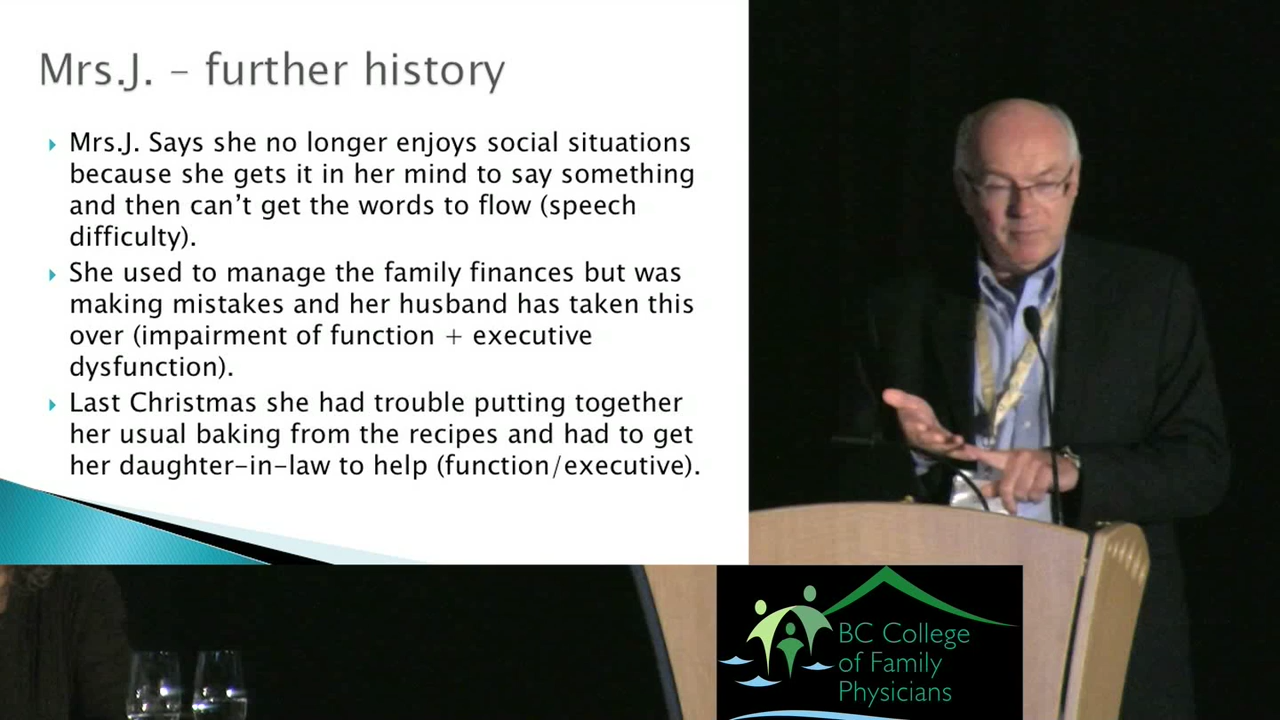 Mrs.J. – further history
Mrs.J. Says she no longer enjoys social situations
because she gets it in her mind to say something
and then can’t get the words to flow (speech
difficulty).
She used to manage the family finances but was
making mistakes and her husband has taken this
over (impairment of function + executive
dysfunction).
Last Christmas she had trouble putting together
her usual baking from the recipes and had to get
her daughter-in-law to help (function/executive).
BC College
of Family
Physicians